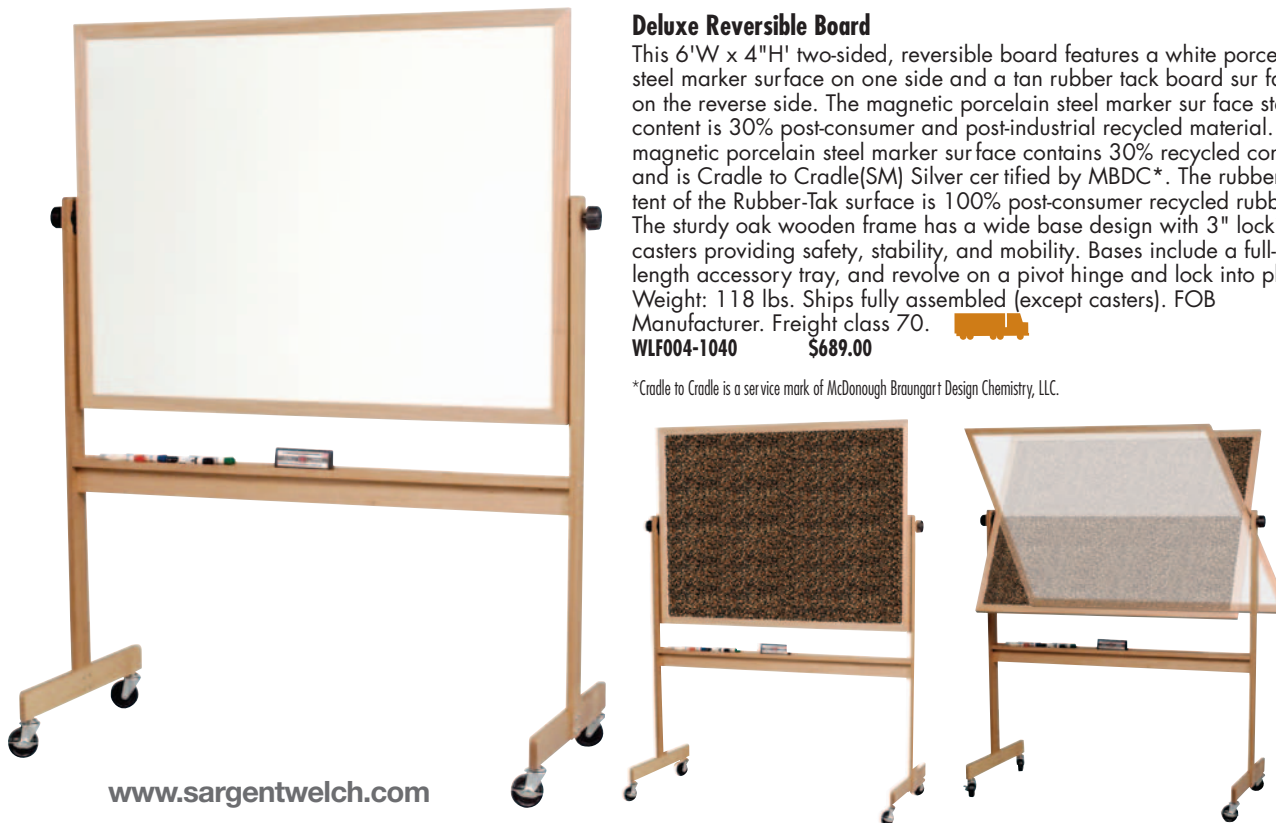 Deluxe Reversible Board
This 6'W x 4"H' two-sided, reversible board features a white porce
steel marker surface on one side and a tan rubber tack board sur fa
on the reverse side. The magnetic porcelain steel marker sur face ste
content is 30% post-consumer and post-industrial recycled material.
magnetic porcelain steel marker surface contains 30% recycled con
and is Cradle to Cradle(SM) Silver cer tified by MBDC*. The rubber
tent of the Rubber-Tak surface is 100% post-consumer recycled rubb
The sturdy oak wooden frame has a wide base design with 3" lock
casters providing safety, stability, and mobility. Bases include a full-
length accessory tray, and revolve on a pivot hinge and lock into pl
Weight: 118 lbs. Ships fully assembled (except casters). FOB
Manufacturer. Freight class 70.
WLF004-1040 $689.00
*Cradle to Cradle is a service mark of McDonough Braungart Design Chemistry, LLC.
www.sargentwelch.com